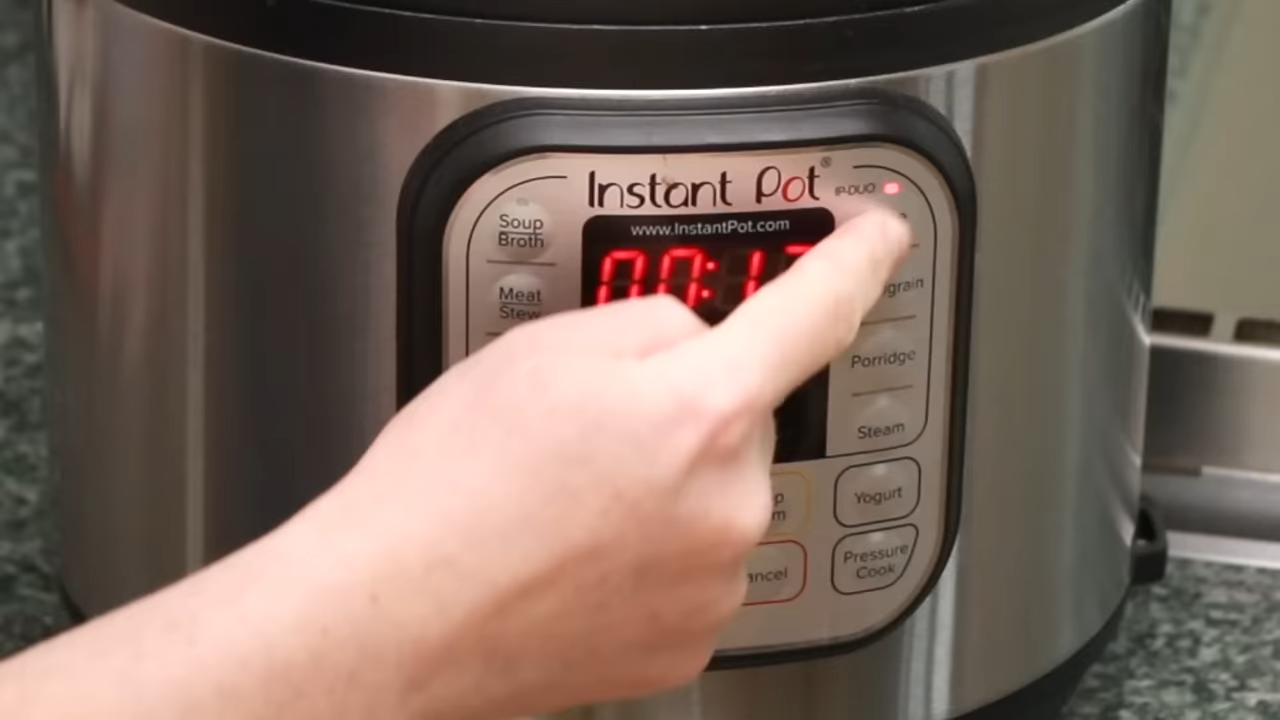 Instant Pot®
IP-DUO
www.InstantPot.com
Soup
Broth
Meat
Stew
Porridge
Steam
Yogurt
Pressure
Cook